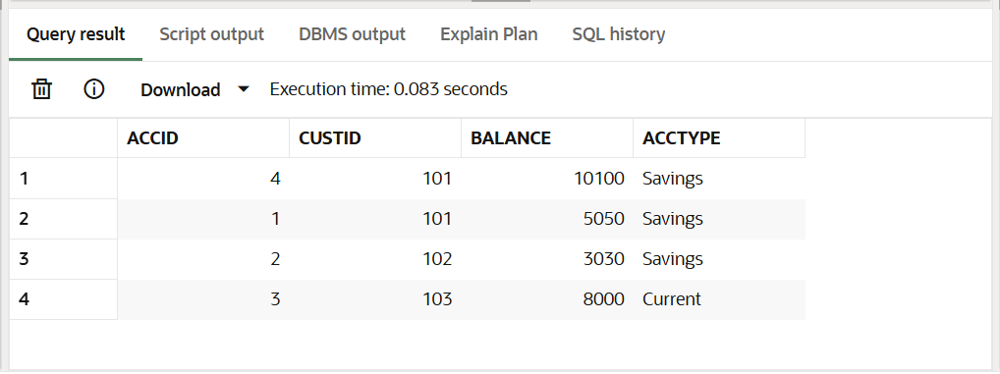 Query result Script output DBMS output Explain Plan SQL history
Download Execution time: 0.083 seconds
ACCID CUSTID BALANCE ACCTYPE
1 4 101 10100 Savings
2 1 101 5050 Savings
3 2 102 3030 Savings
4 3 103 8000 Current